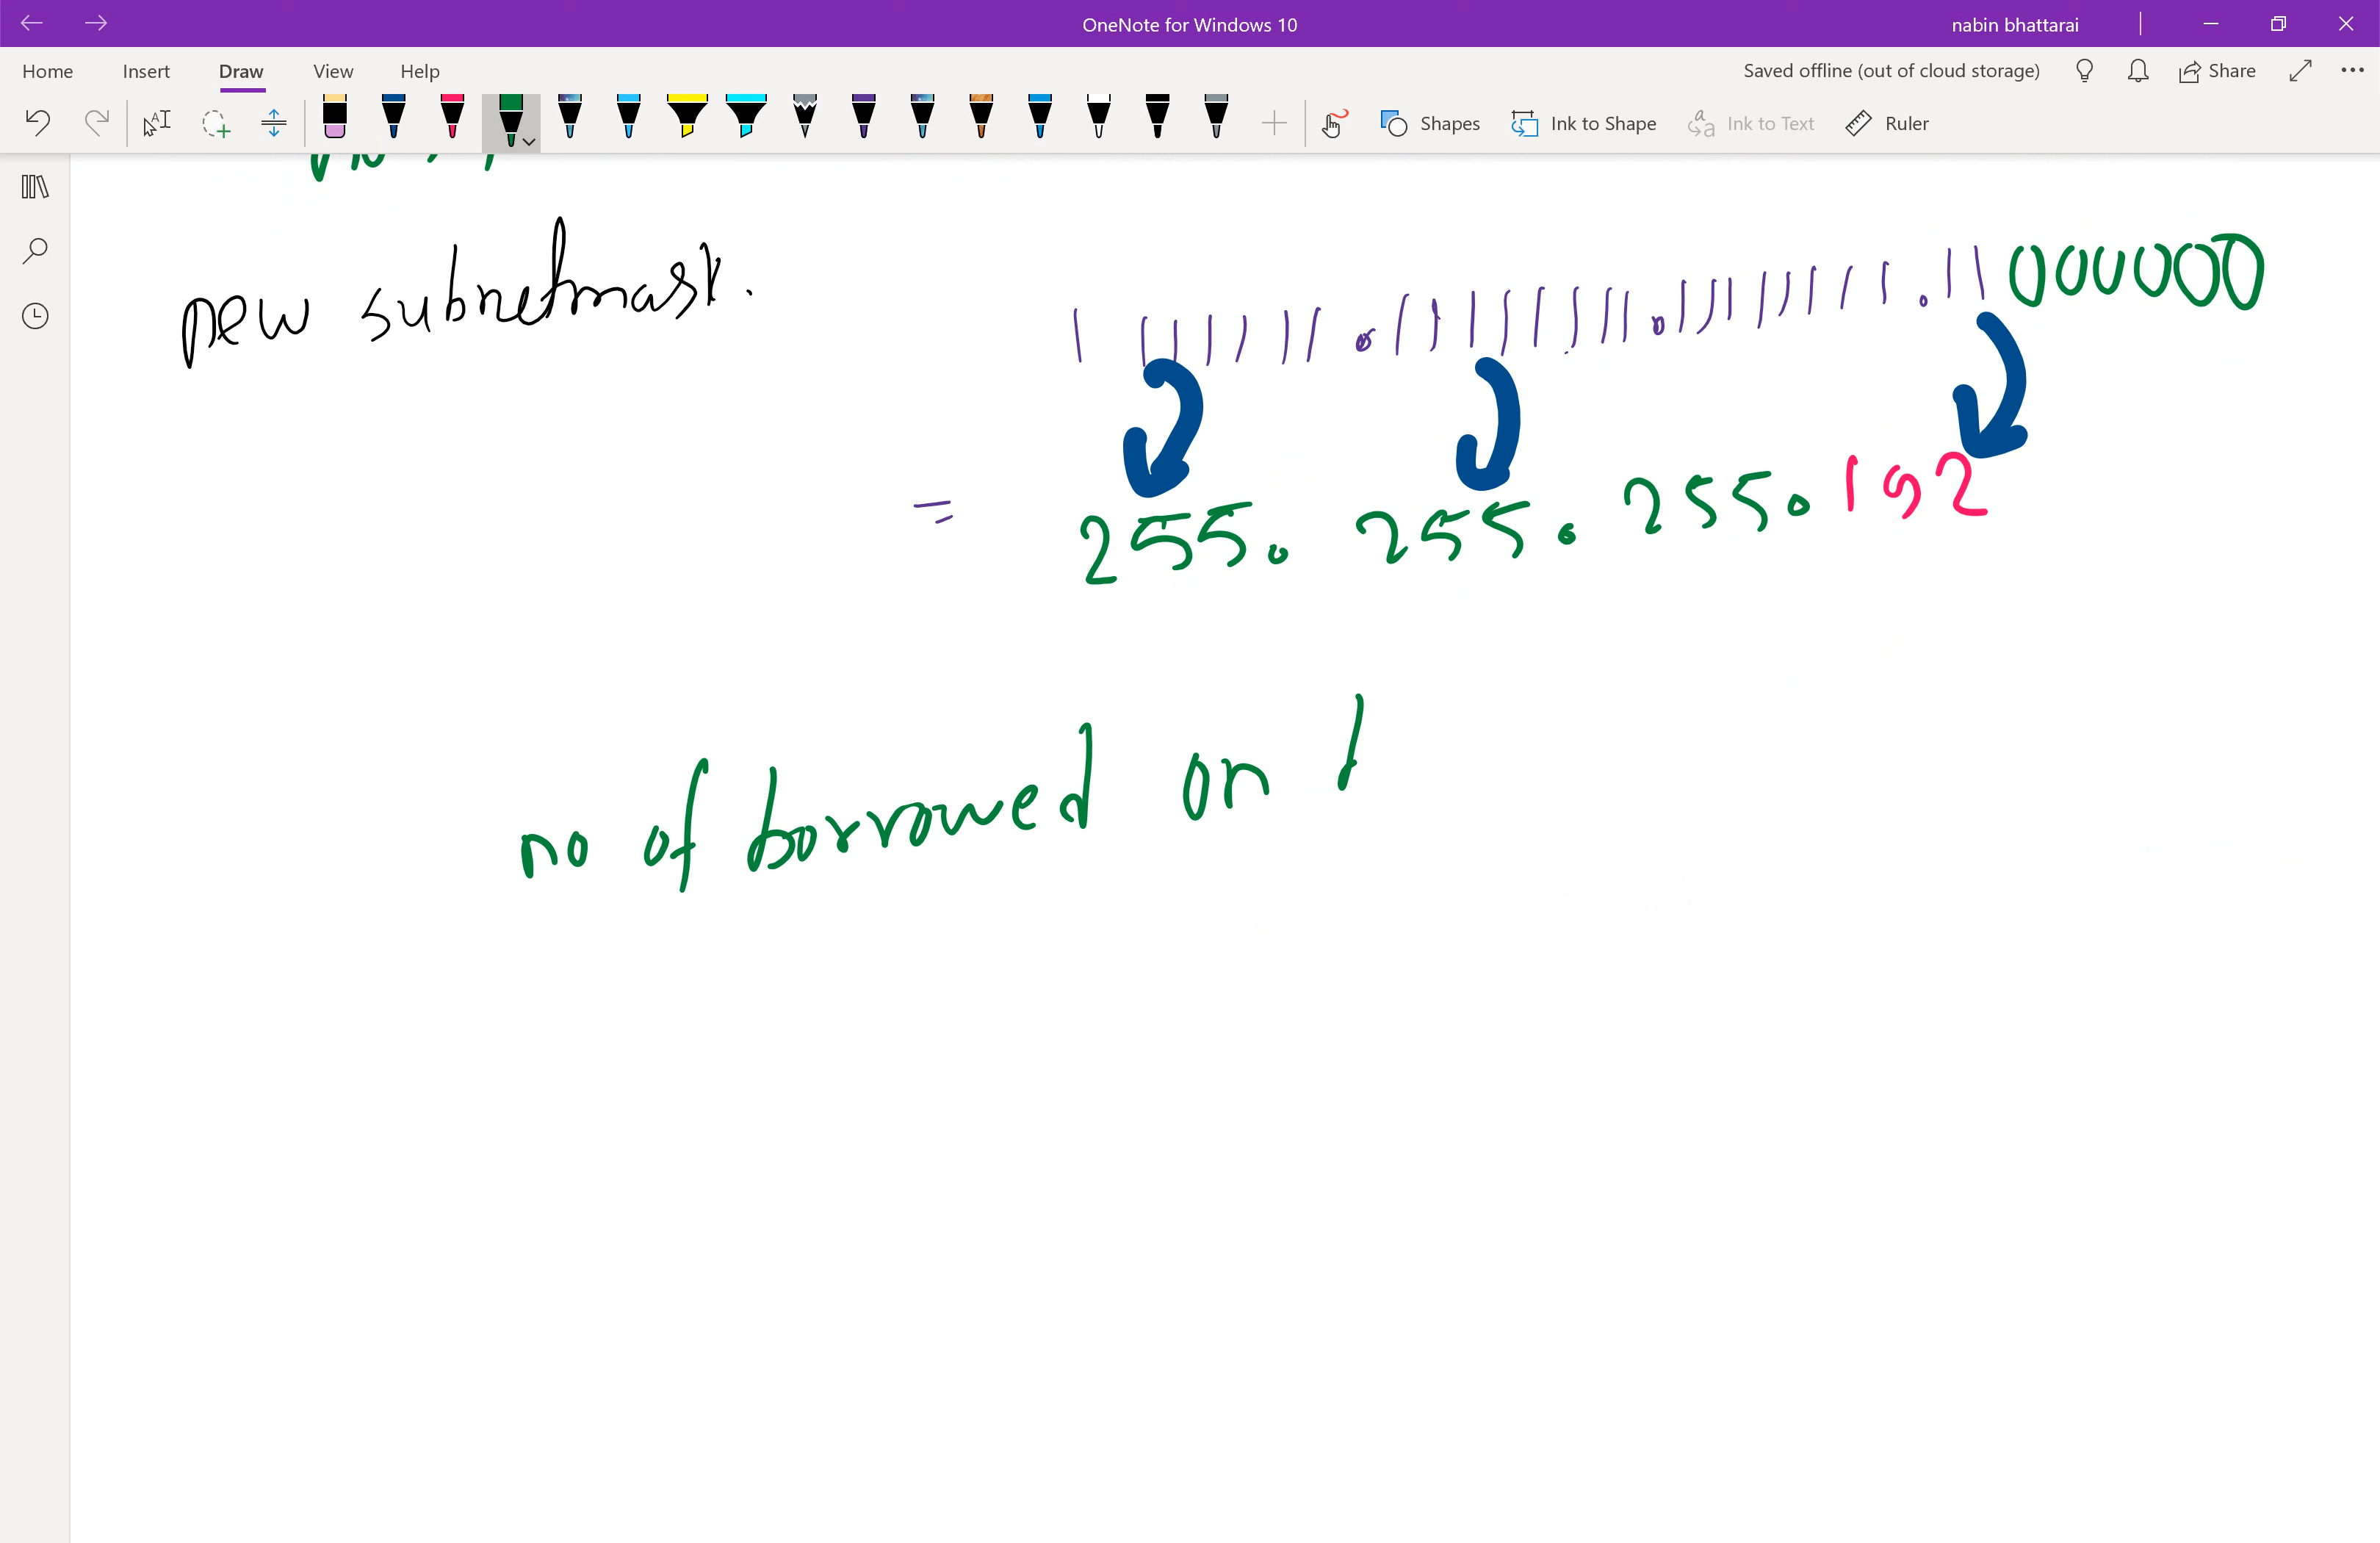 OneNote for Windows 10 nabin bhattarai
Home Insert Draw View Help Saved offline (out of cloud storage) Share
Shapes Ink to Shape Ink to Text Ruler
new subnetmask.
11111111.11111111.11111111.11000000
= 255. 255. 255. 192
no of borrowed on